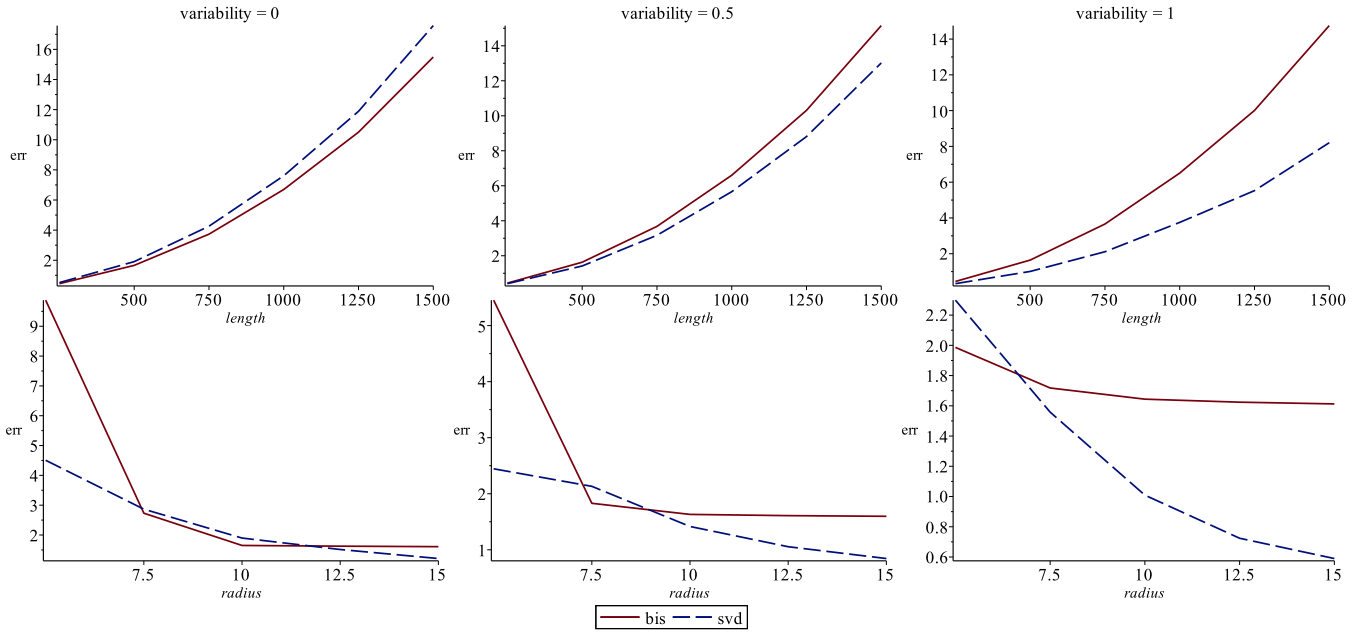 variability = 0
variability = 0.5
variability = 1
16
14
12
10
8
6
4
2
err
500 750 1000 1250 1500
length
14
12
10
8
6
4
2
err
500 750 1000 1250 1500
length
14
12
10
8
6
4
2
err
500 750 1000 1250 1500
length
9
8
7
6
5
4
3
2
err
7.5 10 12.5 15
radius
5
4
3
2
1
err
7.5 10 12.5 15
radius
2.2
2.0
1.8
1.6
1.4
1.2
1.0
0.8
0.6
err
7.5 10 12.5 15
radius
bis svd